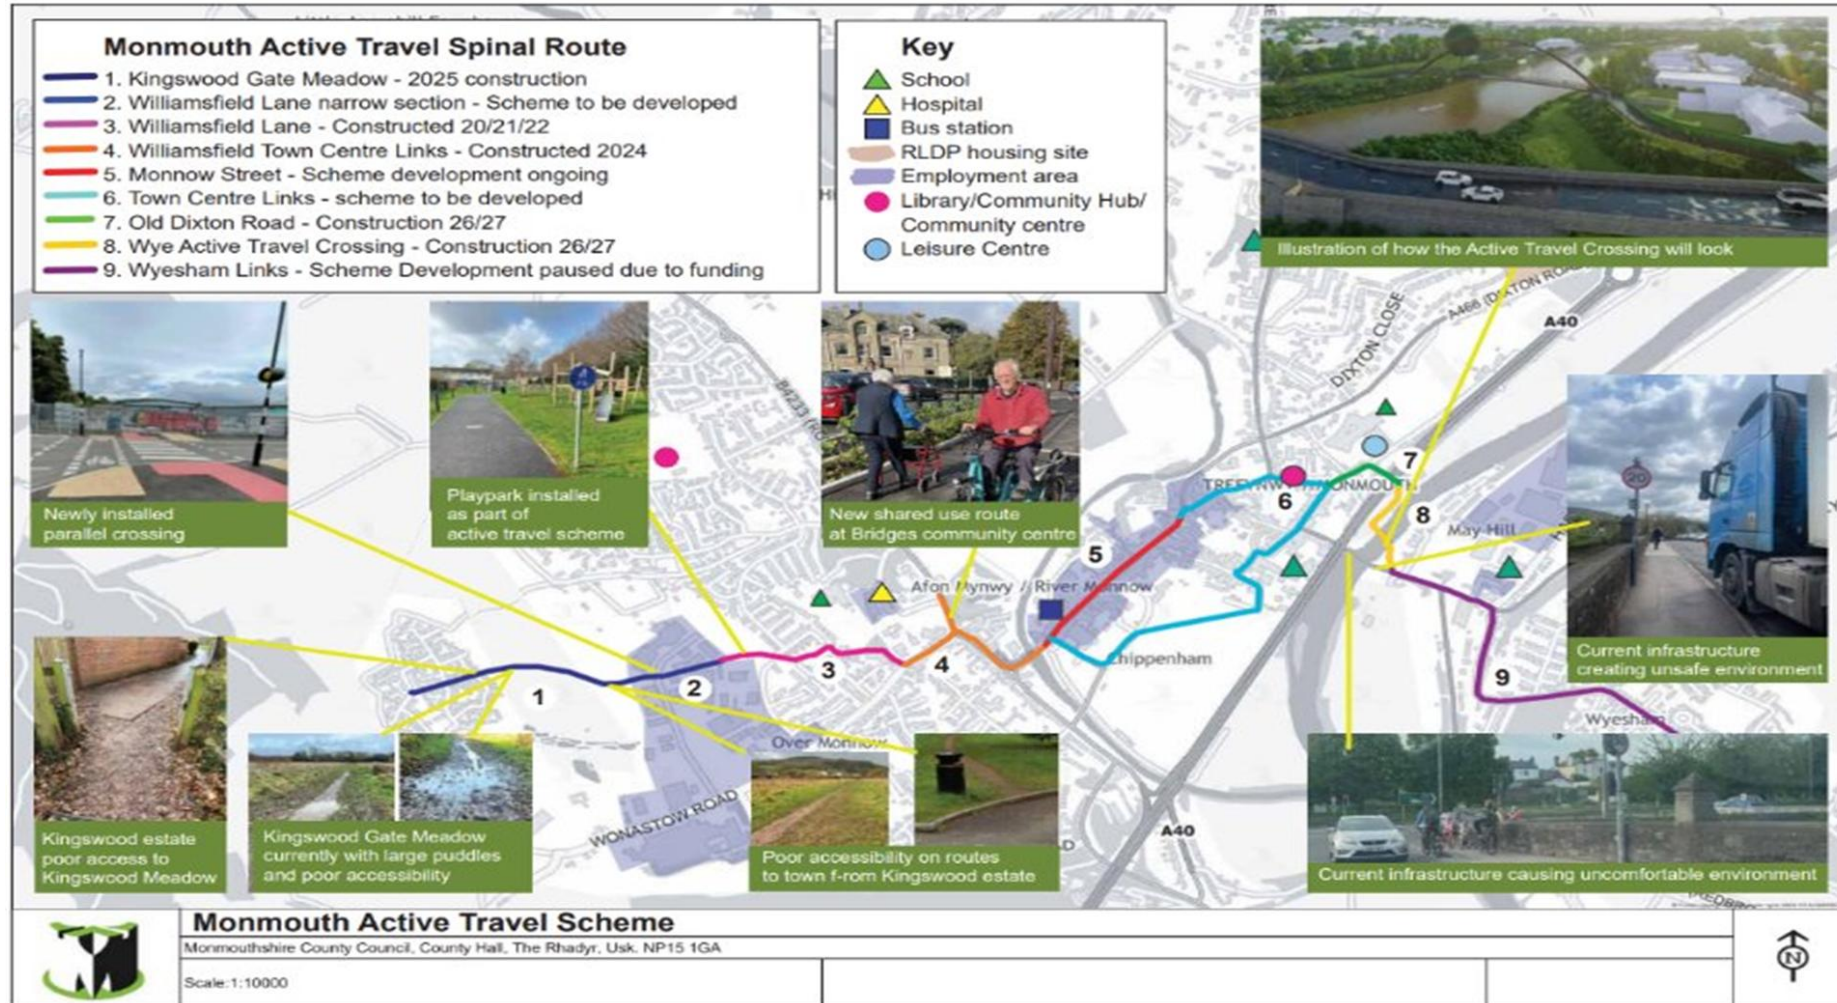 Monmouth Active Travel Spinal Route
1. Kingswood Gate Meadow - 2025 construction
2. Williamsfield Lane narrow section - Scheme to be developed
3. Williamsfield Lane - Constructed 20/21/22
4. Williamsfield Town Centre Links - Constructed 2024
5. Monnow Street - Scheme development ongoing
6. Town Centre Links - scheme to be developed
7. Old Dixton Road - Construction 26/27
8. Wye Active Travel Crossing - Construction 26/27
9. Wyesham Links - Scheme Development paused due to funding
Key
School
Hospital
Bus station
RLDP housing site
Employment area
Library/Community Hub/
Community centre
Leisure Centre
Illustration of how the Active Travel Crossing will look
A466 (DIXTON ROAD
A40
DIXTON CLOSE
B4233
Newly installed
parallel crossing
Playpark installed
as part of
active travel scheme
New shared use route
at Bridges community centre
20
7
6
8
May Hill
5
Afon Mynwy / River Monnow
Current infrastructure
creating unsafe environment
1
2
3
4
chippenham
9
Wyesham
Over Monnow
WONASTOW ROAD
A40
Kingswood estate
poor access to
Kingswood Meadow
Kingswood Gate Meadow
currently with large puddles
and poor accessibility
Poor accessibility on routes
to town f-rom Kingswood estate
Current infrastructure causing uncomfortable environment
Monmouth Active Travel Scheme
Monmouthshire County Council, County Hall, The Rhadyr, Usk. NP15 1GA
Scale:1:10000
N